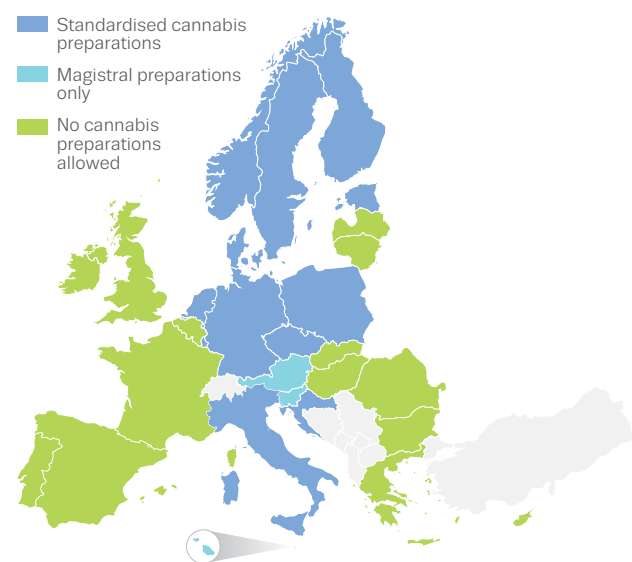 Standardised cannabis
preparations
Magistral preparations
only
No cannabis
preparations
allowed